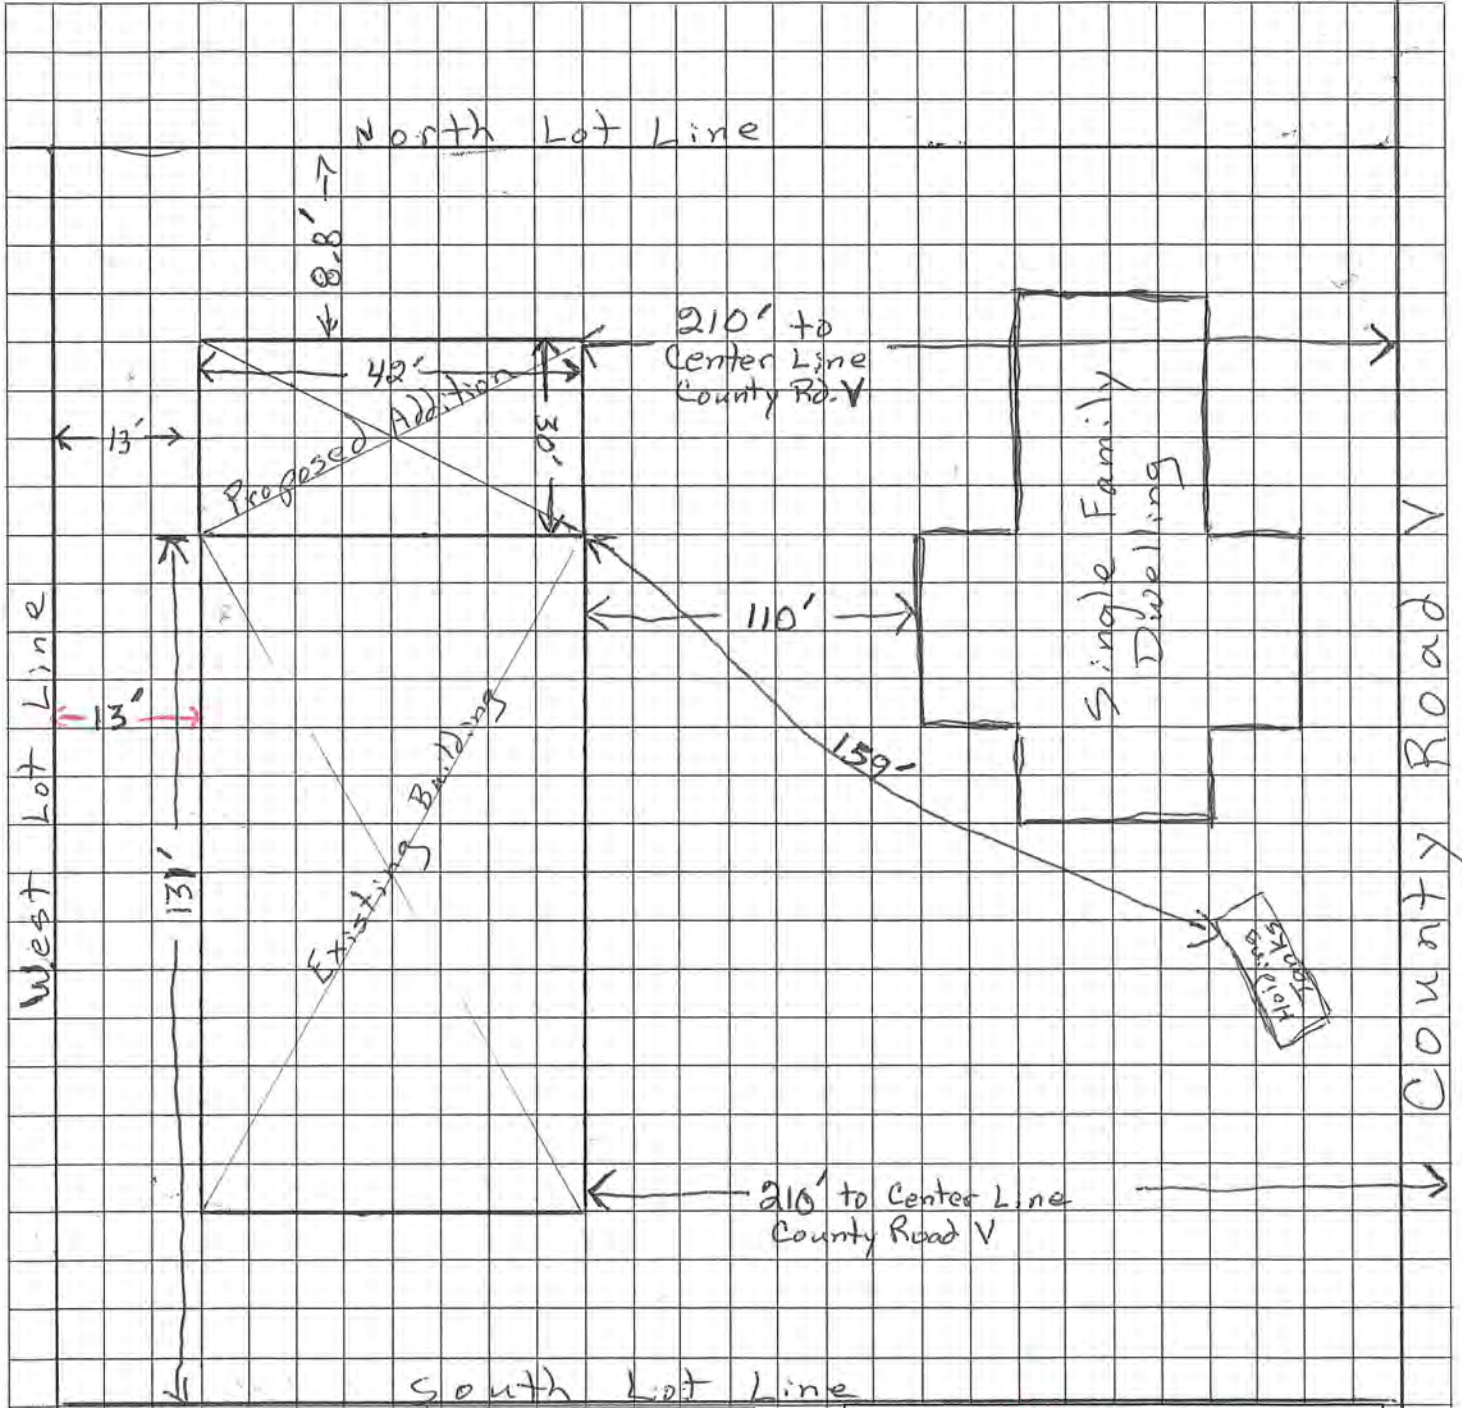 North Lot Line
8'-8"
210' to
Center Line
County Rd. V
42'
Proposed Addition
30'
13'
Single Family
Dwelling
110'
West Lot Line
13'
159'
Existing Building
131'
Holding
Tanks
County Road V
210' to Center Line
County Road V
South Lot Line